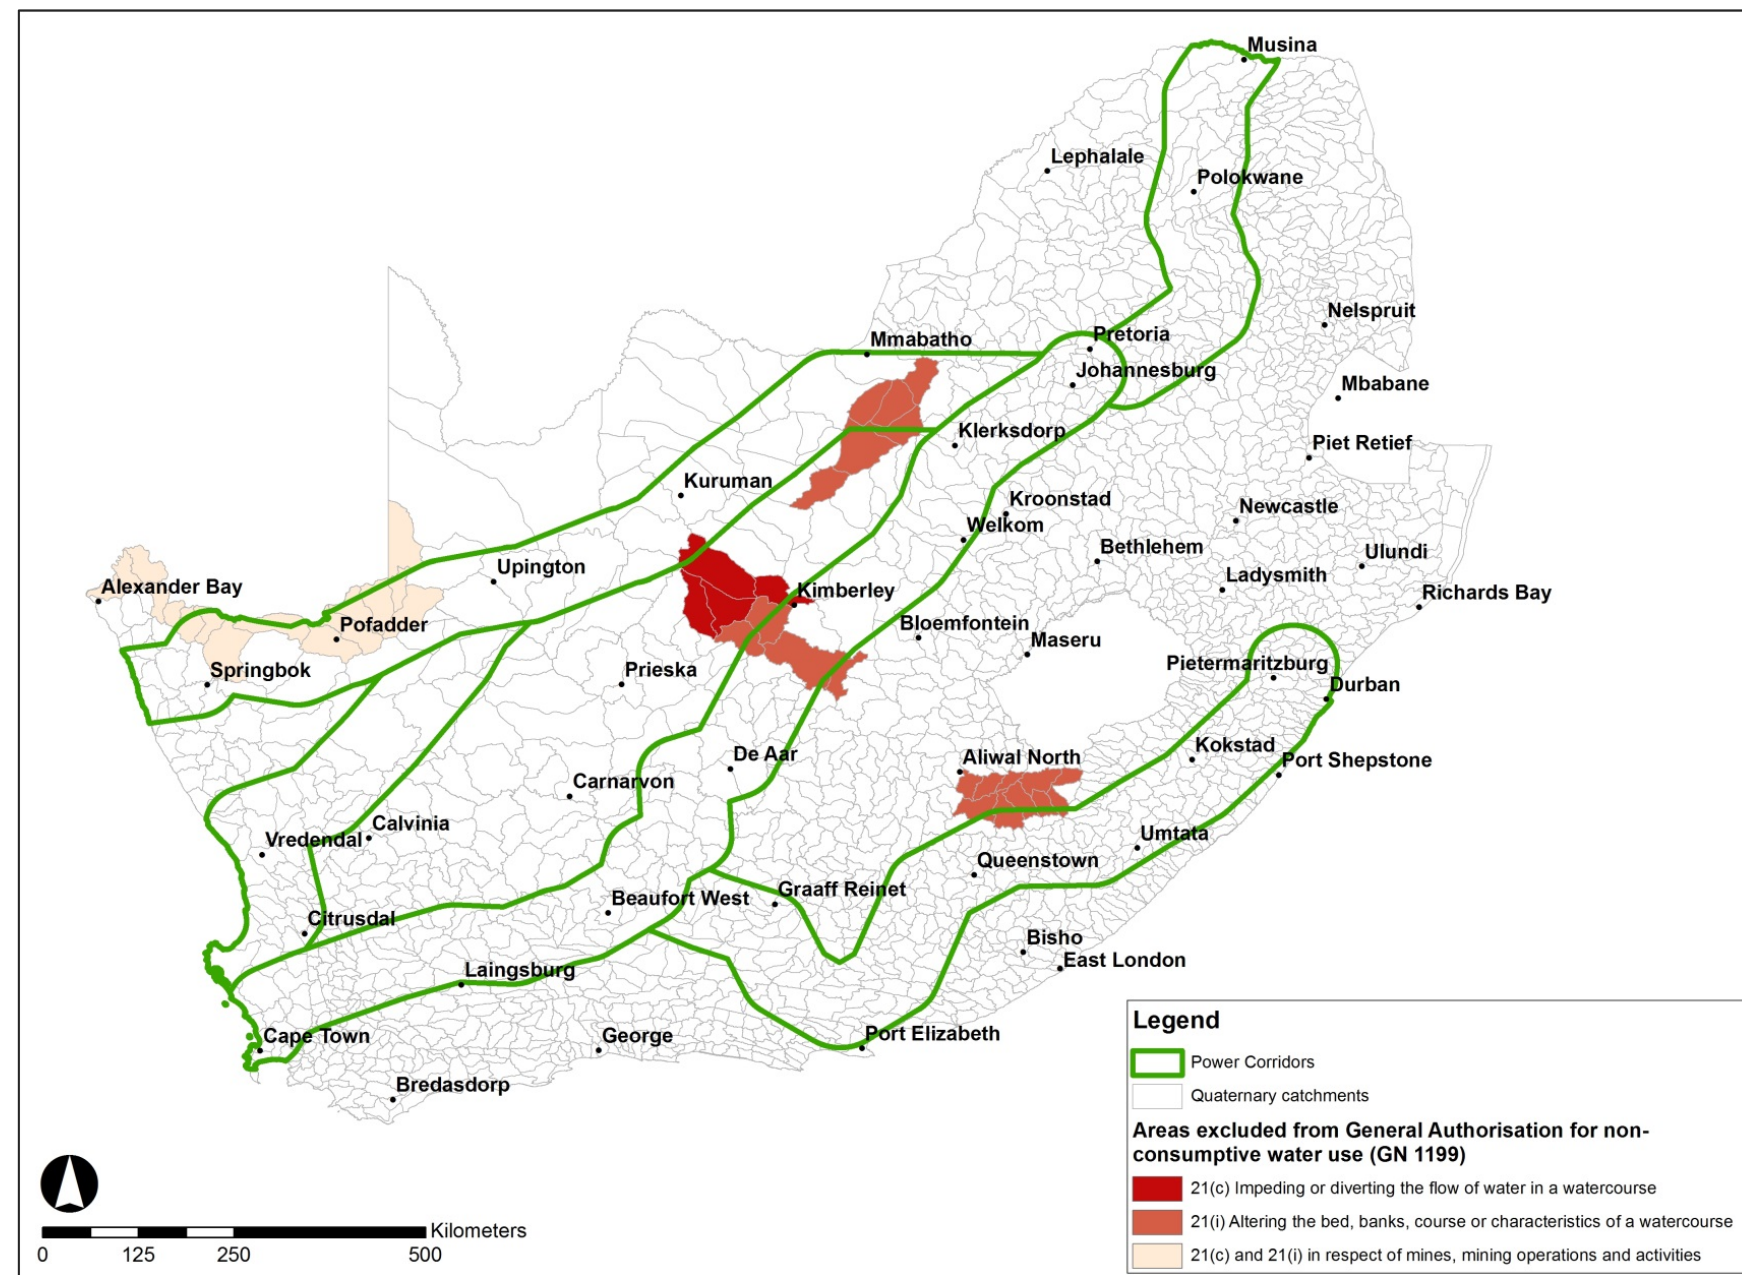 Musina
Lephalale
Polokwane
Nelspruit
Mmabatho
Pretoria
Johannesburg
Mbabane
Klerksdorp
Piet Retief
Kuruman
Kroonstad
Newcastle
Welkom
Bethlehem
Ulundi
Upington
Ladysmith
Alexander Bay
Kimberley
Richards Bay
Pofadder
Bloemfontein
Maseru
Springbok
Prieska
Pietermaritzburg
Durban
Kokstad
De Aar
Aliwal North
Port Shepstone
Carnarvon
Vredendal
Calvinia
Umtata
Queenstown
Graaff Reinet
Beaufort West
Citrusdal
Bisho
East London
Laingsburg
Cape Town
George
Port Elizabeth
Bredasdorp
Legend
Power Corridors
Quaternary catchments
Areas excluded from General Authorisation for non-
consumptive water use (GN 1199)
21(c) Impeding or diverting the flow of water in a watercourse
21(i) Altering the bed, banks, course or characteristics of a watercourse
21(c) and 21(i) in respect of mines, mining operations and activities
Kilometers
0 125 250 500